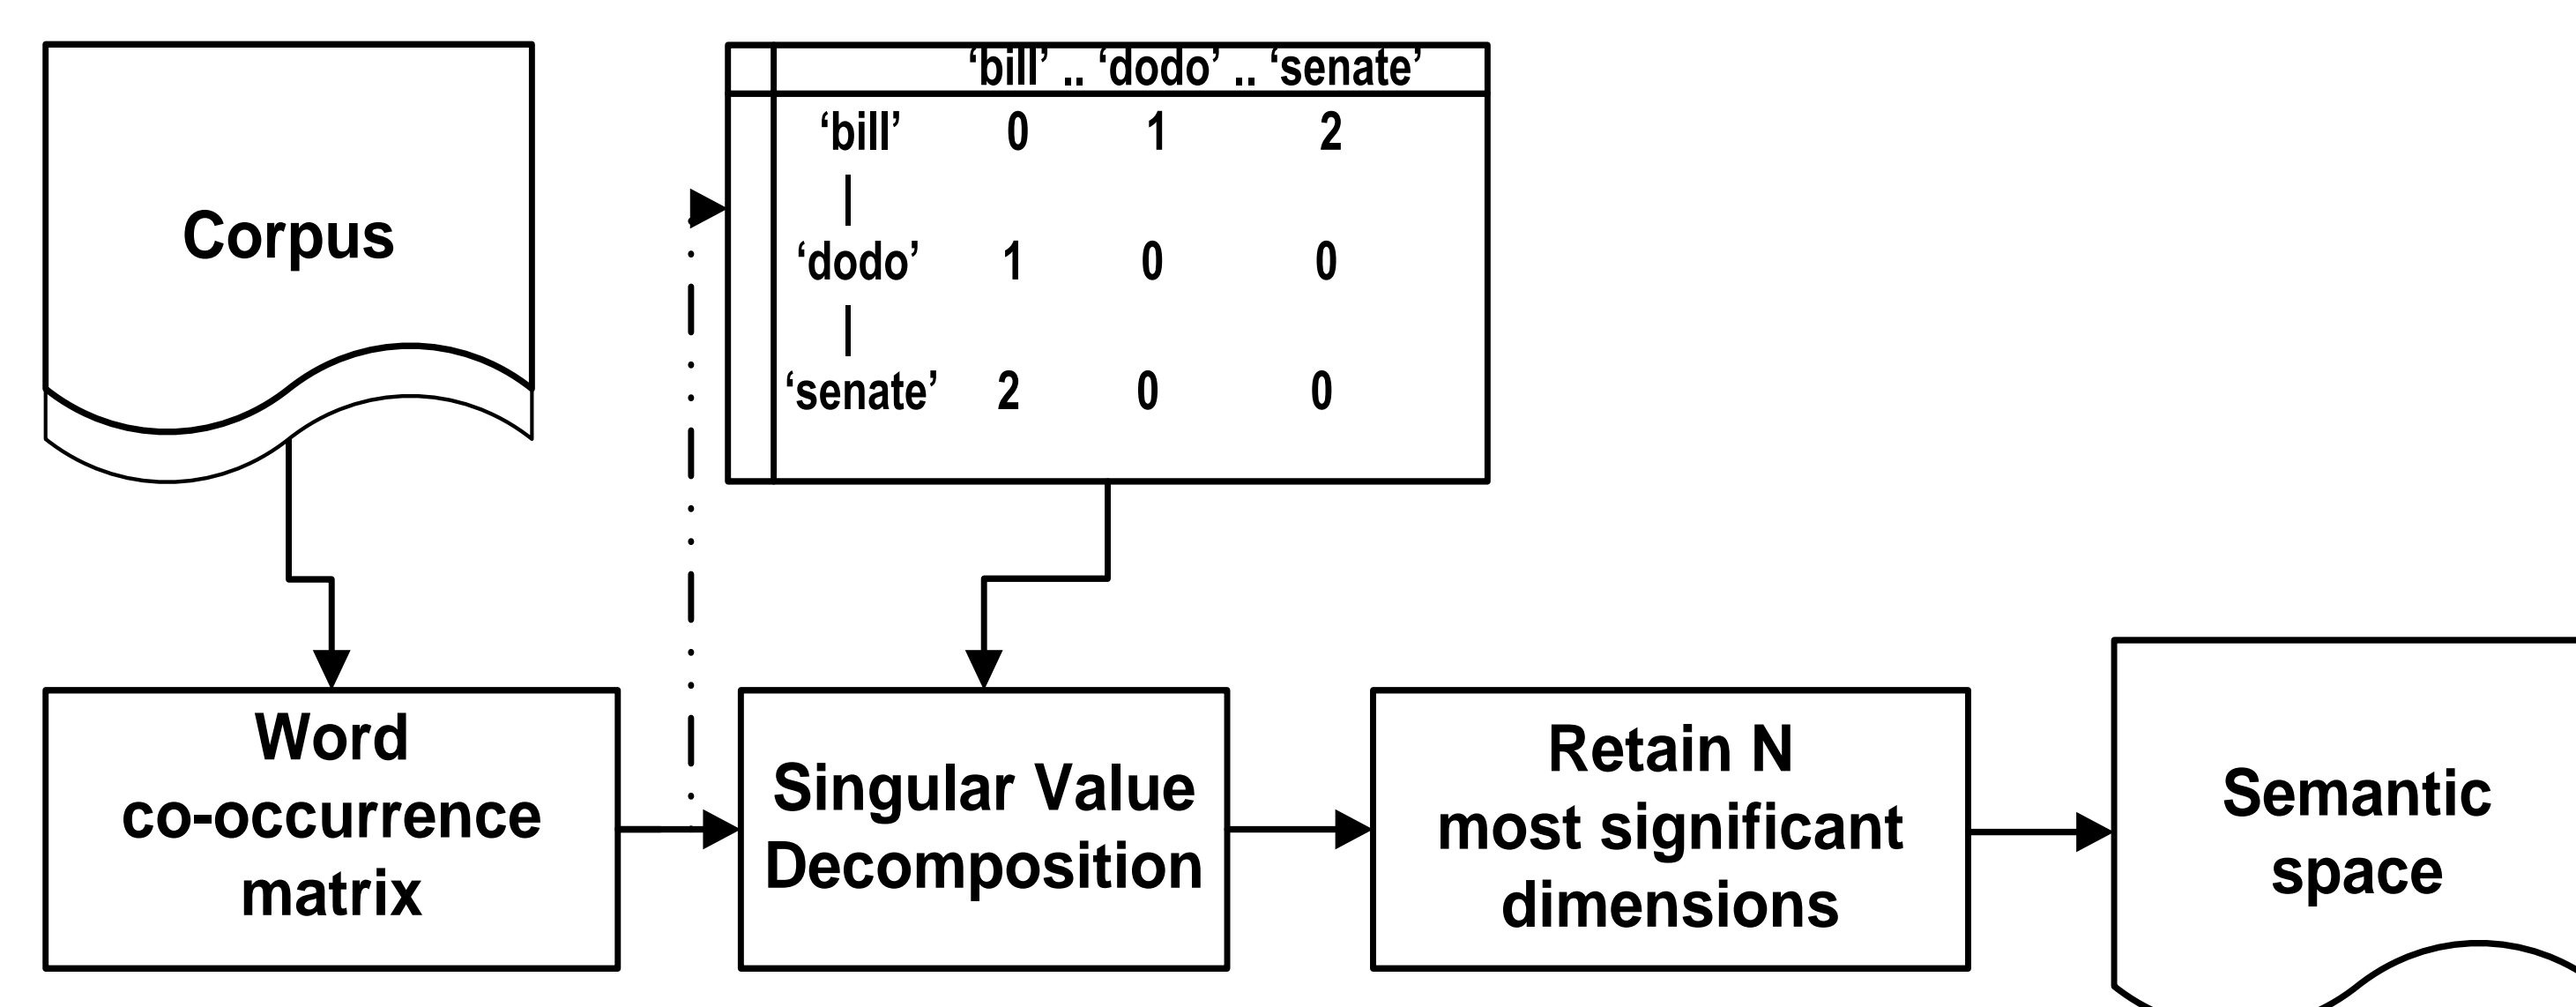 Corpus
‘bill’ .. ‘dodo’ .. ‘senate’
‘bill’ 0 1 2
|
‘dodo’ 1 0 0
|
‘senate’ 2 0 0
Word
co-occurrence
matrix
Singular Value
Decomposition
Retain N
most significant
dimensions
Semantic
space